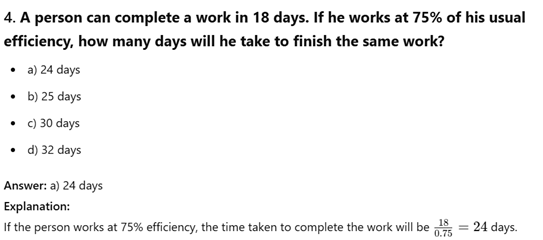 4. A person can complete a work in 18 days. If he works at 75% of his usual
efficiency, how many days will he take to finish the same work?
• a) 24 days
• b) 25 days
• c) 30 days
• d) 32 days
Answer: a) 24 days
Explanation:
If the person works at 75% efficiency, the time taken to complete the work will be 18/0.75 = 24 days.